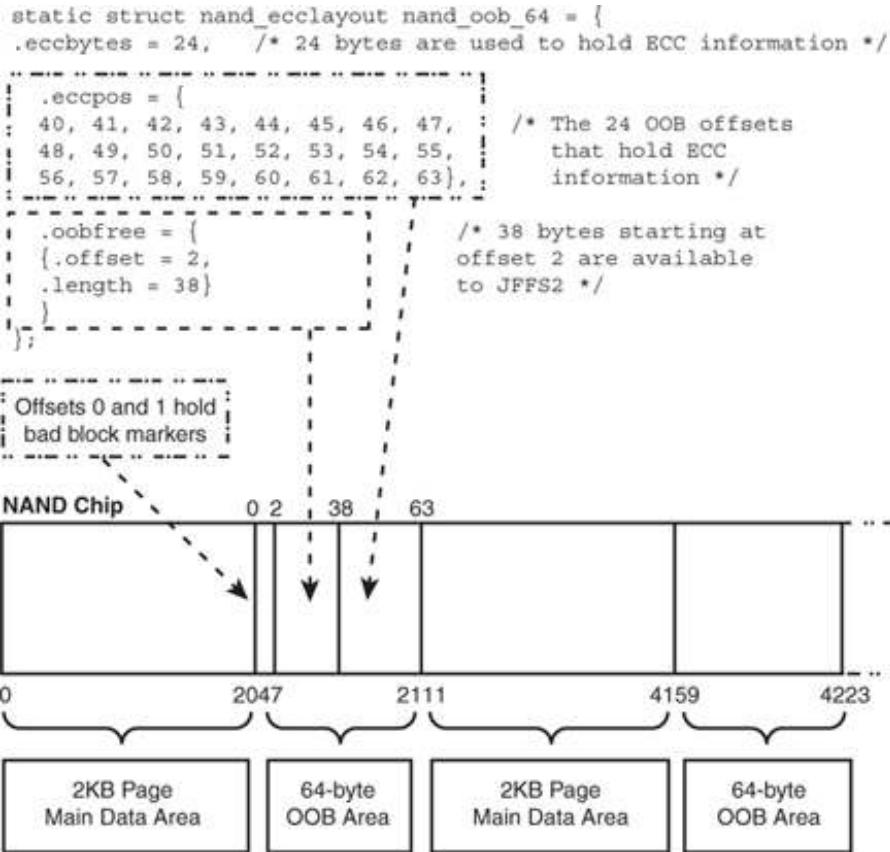 static struct nand_ecclayout nand_oob_64 = {
.eccbytes = 24,   /* 24 bytes are used to hold ECC information */
.eccpos = {
40, 41, 42, 43, 44, 45, 46, 47,   /* The 24 OOB offsets
48, 49, 50, 51, 52, 53, 54, 55,   that hold ECC
56, 57, 58, 59, 60, 61, 62, 63},   information */
.oobfree = {   /* 38 bytes starting at
{.offset = 2,   offset 2 are available
.length = 38}   to JFFS2 */
}
};
Offsets 0 and 1 hold
bad block markers
NAND Chip 0 2 38 63
0 2047 2111 4159 4223
2KB Page 64-byte 2KB Page 64-byte
Main Data Area OOB Area Main Data Area OOB Area